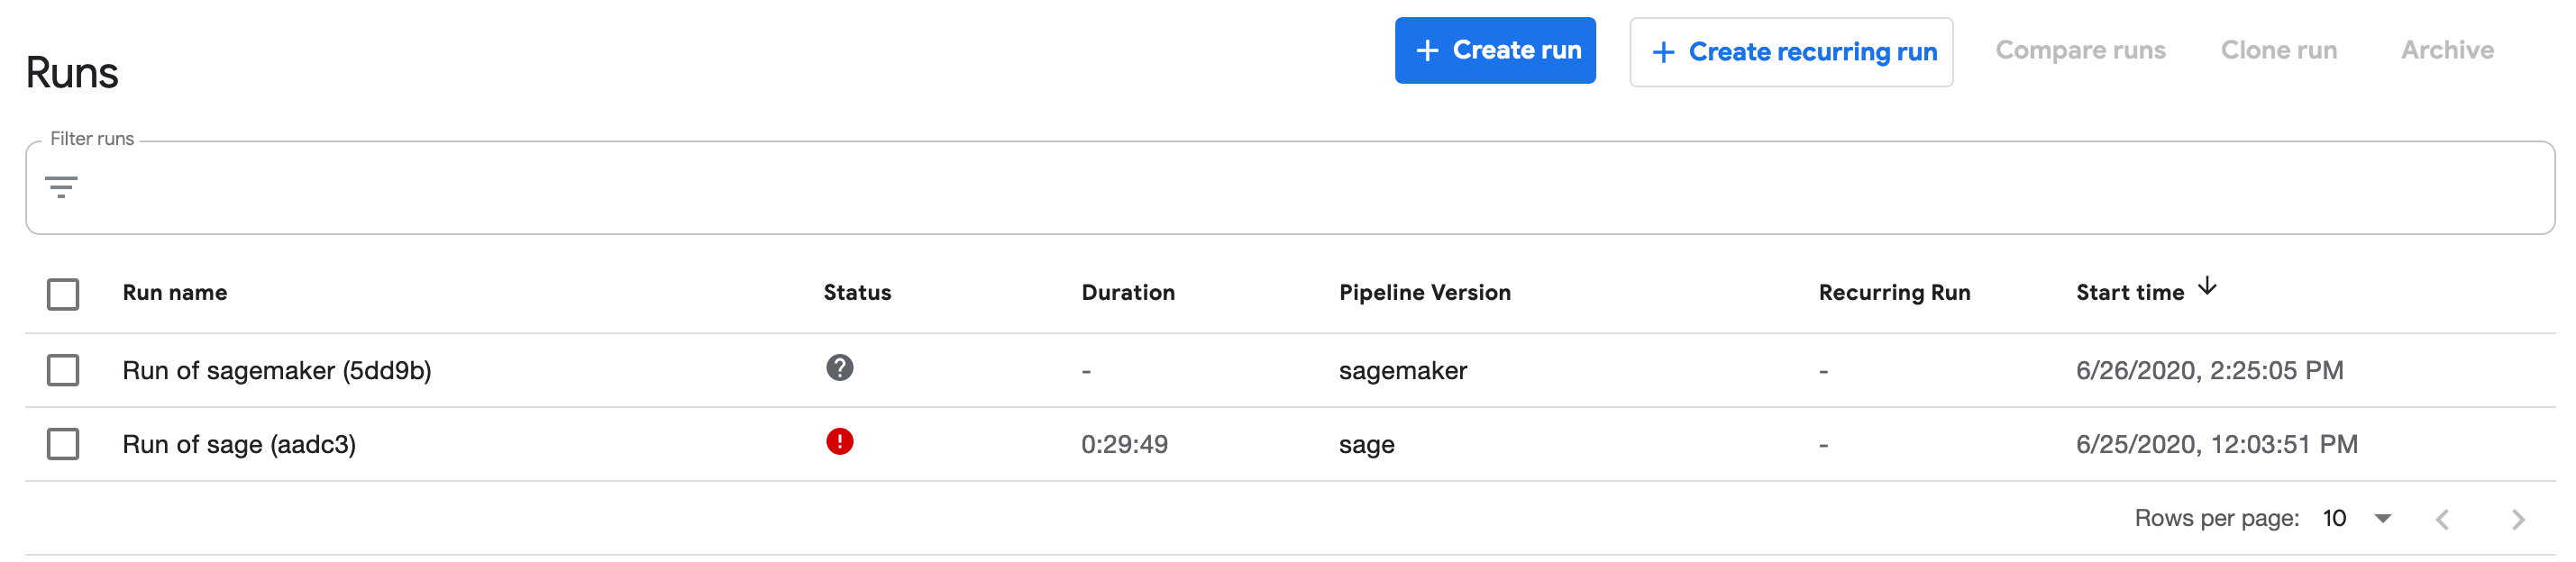 Runs
+ Create run
+ Create recurring run
Compare runs
Clone run
Archive
Filter runs
Run name Status Duration Pipeline Version Recurring Run Start time
Run of sagemaker (5dd9b) - sagemaker - 6/26/2020, 2:25:05 PM
Run of sage (aadc3) 0:29:49 sage - 6/25/2020, 12:03:51 PM
Rows per page: 10